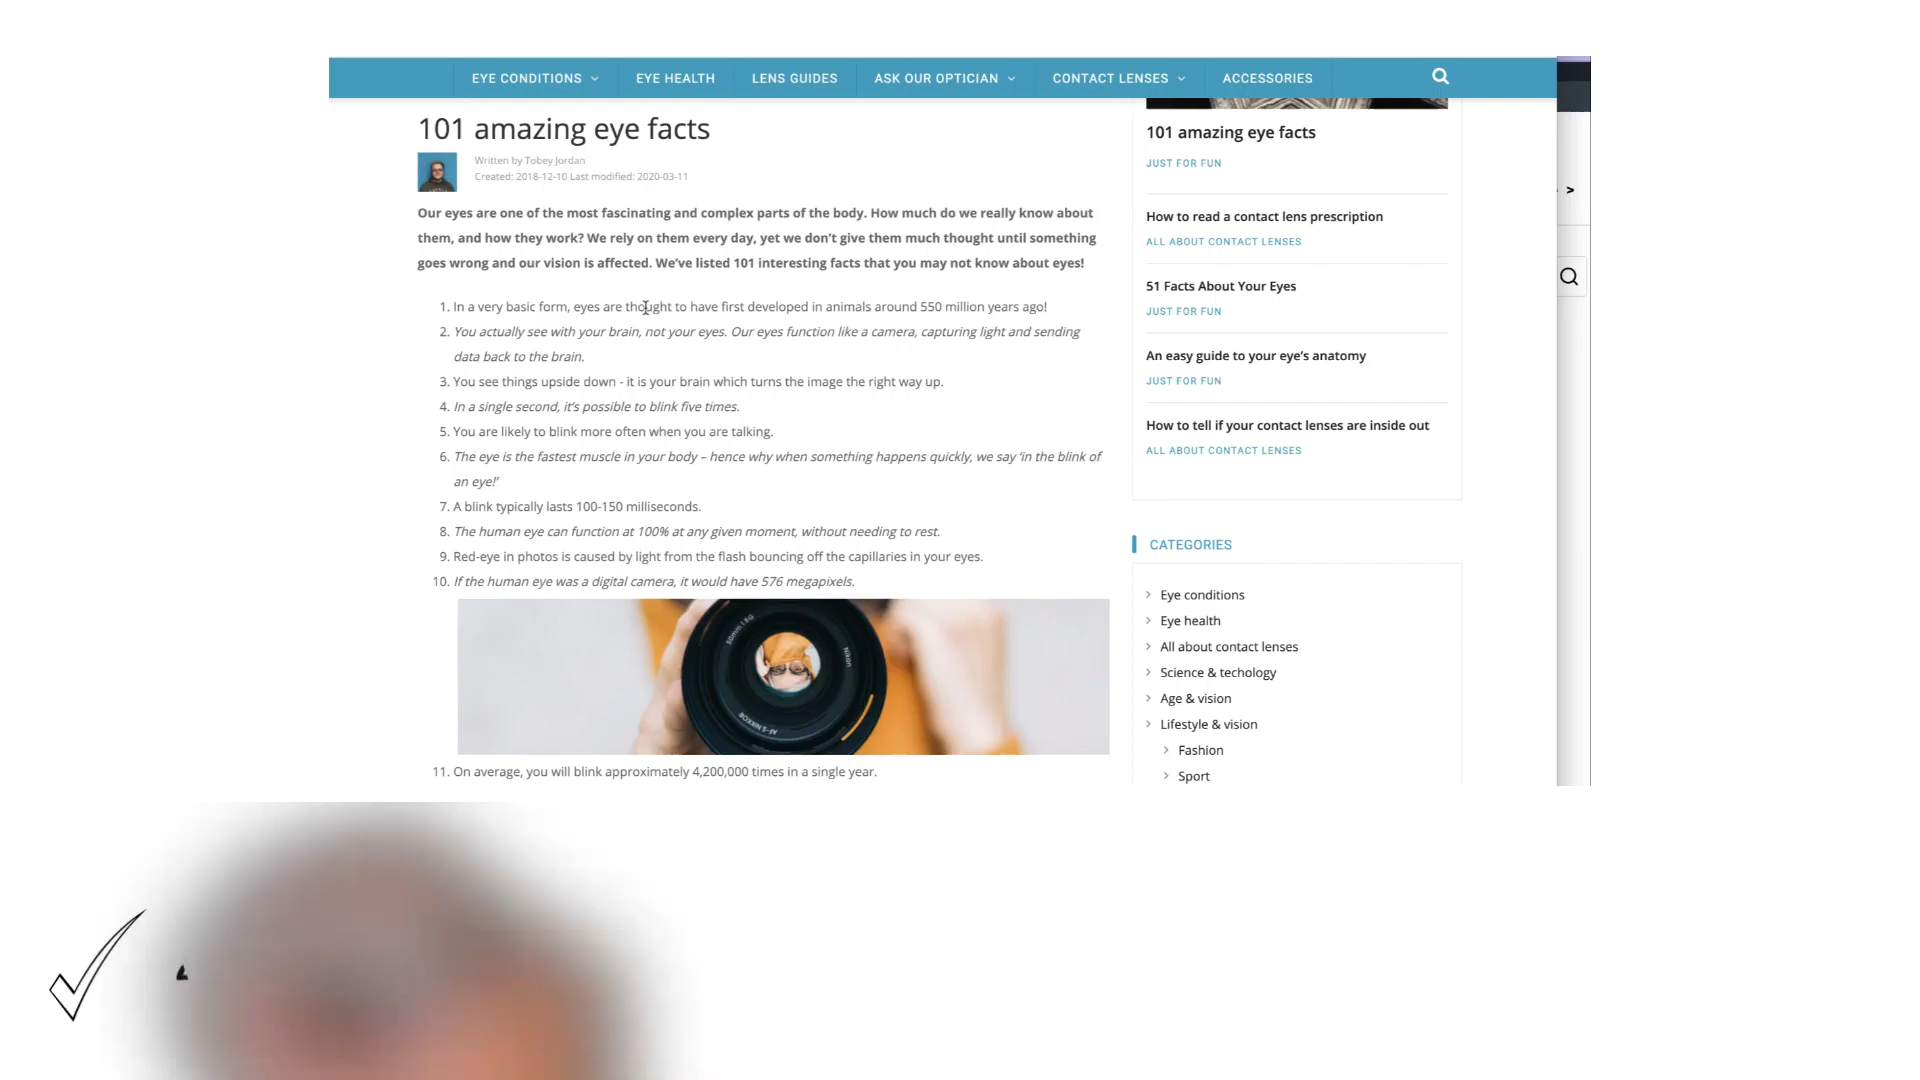 EYE CONDITIONS EYE HEALTH LENS GUIDES ASK OUR OPTICIAN CONTACT LENSES ACCESSORIES
101 amazing eye facts
Written by Tobey Jordan
Created: 2018-12-10 Last modified: 2020-03-11
Our eyes are one of the most fascinating and complex parts of the body. How much do we really know about
them, and how they work? We rely on them every day, yet we don’t give them much thought until something
goes wrong and our vision is affected. We’ve listed 101 interesting facts that you may not know about eyes!
1. In a very basic form, eyes are thought to have first developed in animals around 550 million years ago!
2. You actually see with your brain, not your eyes. Our eyes function like a camera, capturing light and sending
data back to the brain.
3. You see things upside down - it is your brain which turns the image the right way up.
4. In a single second, it’s possible to blink five times.
5. You are likely to blink more often when you are talking.
6. The eye is the fastest muscle in your body – hence why when something happens quickly, we say ‘in the blink of
an eye!’
7. A blink typically lasts 100-150 milliseconds.
8. The human eye can function at 100% at any given moment, without needing to rest.
9. Red-eye in photos is caused by light from the flash bouncing off the capillaries in your eyes.
10. If the human eye was a digital camera, it would have 576 megapixels.
50mm 1.8G
Nikon
AF-S NIKKOR
11. On average, you will blink approximately 4,200,000 times in a single year.
101 amazing eye facts
JUST FOR FUN
How to read a contact lens prescription
ALL ABOUT CONTACT LENSES
51 Facts About Your Eyes
JUST FOR FUN
An easy guide to your eye’s anatomy
JUST FOR FUN
How to tell if your contact lenses are inside out
ALL ABOUT CONTACT LENSES
CATEGORIES
Eye conditions
Eye health
All about contact lenses
Science & techology
Age & vision
Lifestyle & vision
Fashion
Sport